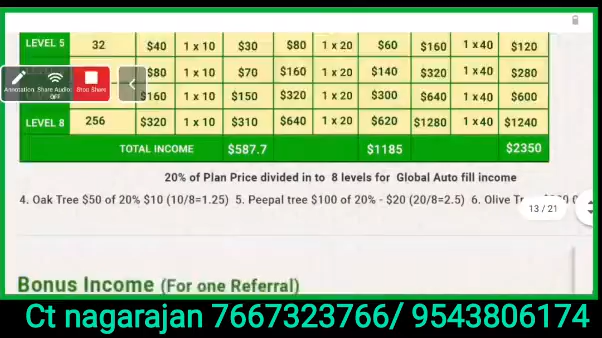 LEVEL 5 32 $40 1 x 10 $30 $80 1 x 20 $60 $160 1 x 40 $120
$80 1 x 10 $70 $160 1 x 20 $140 $320 1 x 40 $280
Annotation Share Audio: OFF Stop Share
$160 1 x 10 $150 $320 1 x 20 $300 $640 1 x 40 $600
LEVEL 8 256 $320 1 x 10 $310 $640 1 x 20 $620 $1280 1 x 40 $1240
TOTAL INCOME $587.7 $1185 $2350
20% of Plan Price divided in to 8 levels for Global Auto fill income
4. Oak Tree $50 of 20% $10 (10/8=1.25) 5. Peepal tree $100 of 20% - $20 (20/8=2.5) 6. Olive
13 / 21
Bonus Income (For one Referral)
Ct nagarajan 7667323766/ 9543806174